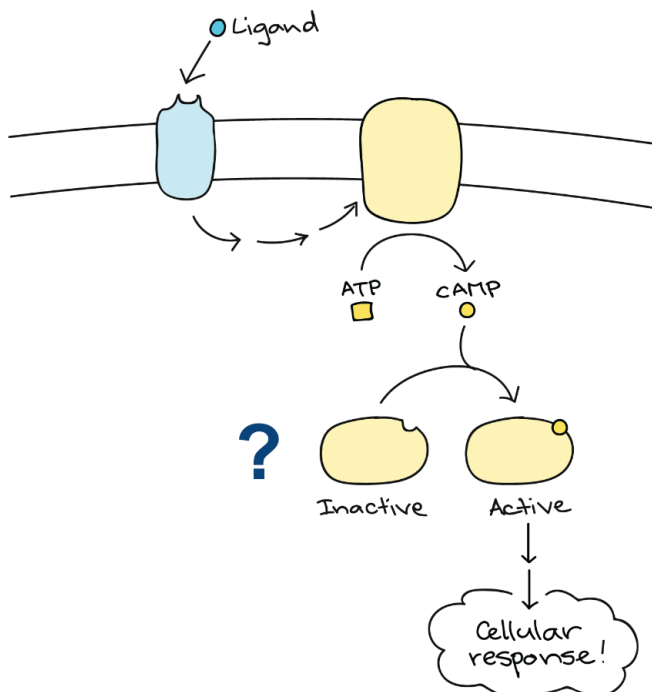 Ligand
ATP
cAMP
?
Inactive
Active
Cellular
response!